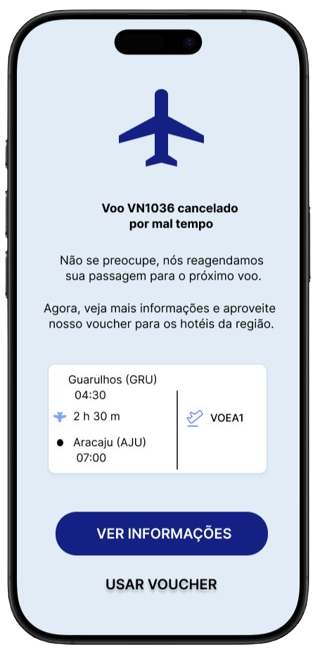 Voo VN1036 cancelado
por mal tempo
Não se preocupe, nós reagendamos
sua passagem para o próximo voo.
Agora, veja mais informações e aproveite
nosso voucher para os hotéis da região.
Guarulhos (GRU)
04:30
2 h 30 m
VOEA1
Aracaju (AJU)
07:00
VER INFORMAÇÕES
USAR VOUCHER